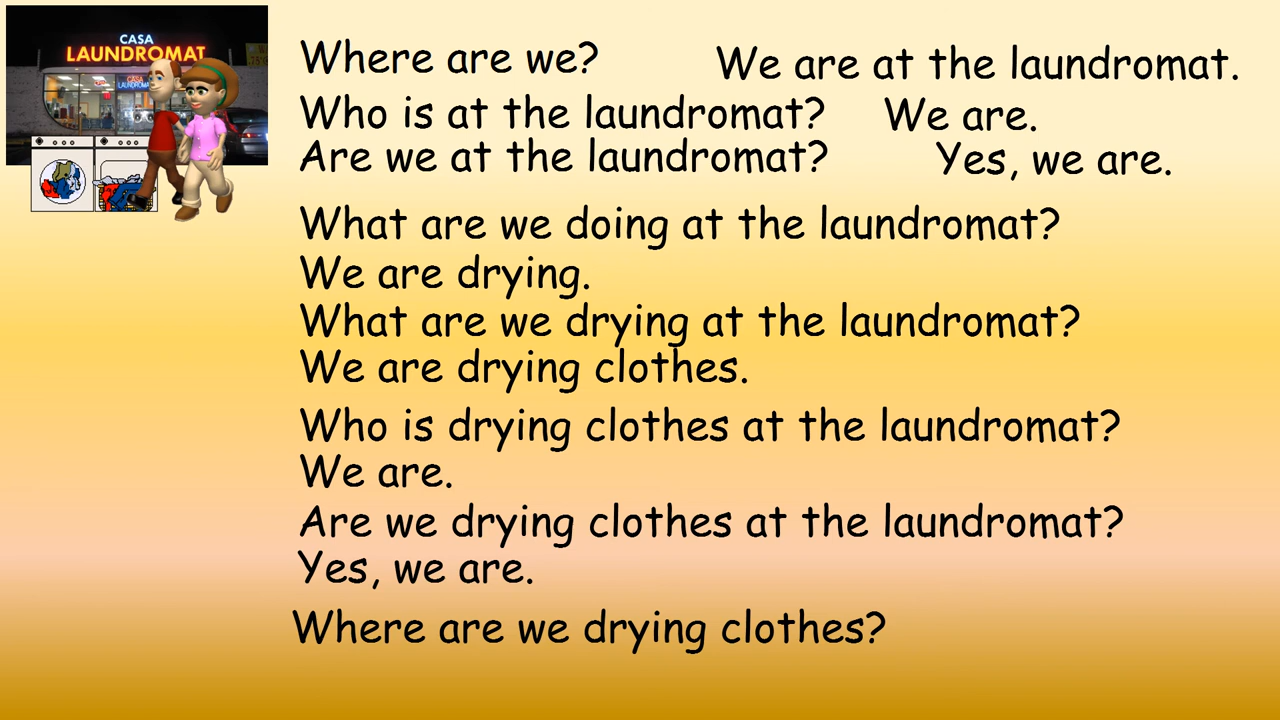 CASA
LAUNDROMAT
CASA
Where are we? We are at the laundromat.
Who is at the laundromat? We are.
Are we at the laundromat? Yes, we are.
What are we doing at the laundromat?
We are drying.
What are we drying at the laundromat?
We are drying clothes.
Who is drying clothes at the laundromat?
We are.
Are we drying clothes at the laundromat?
Yes, we are.
Where are we drying clothes?